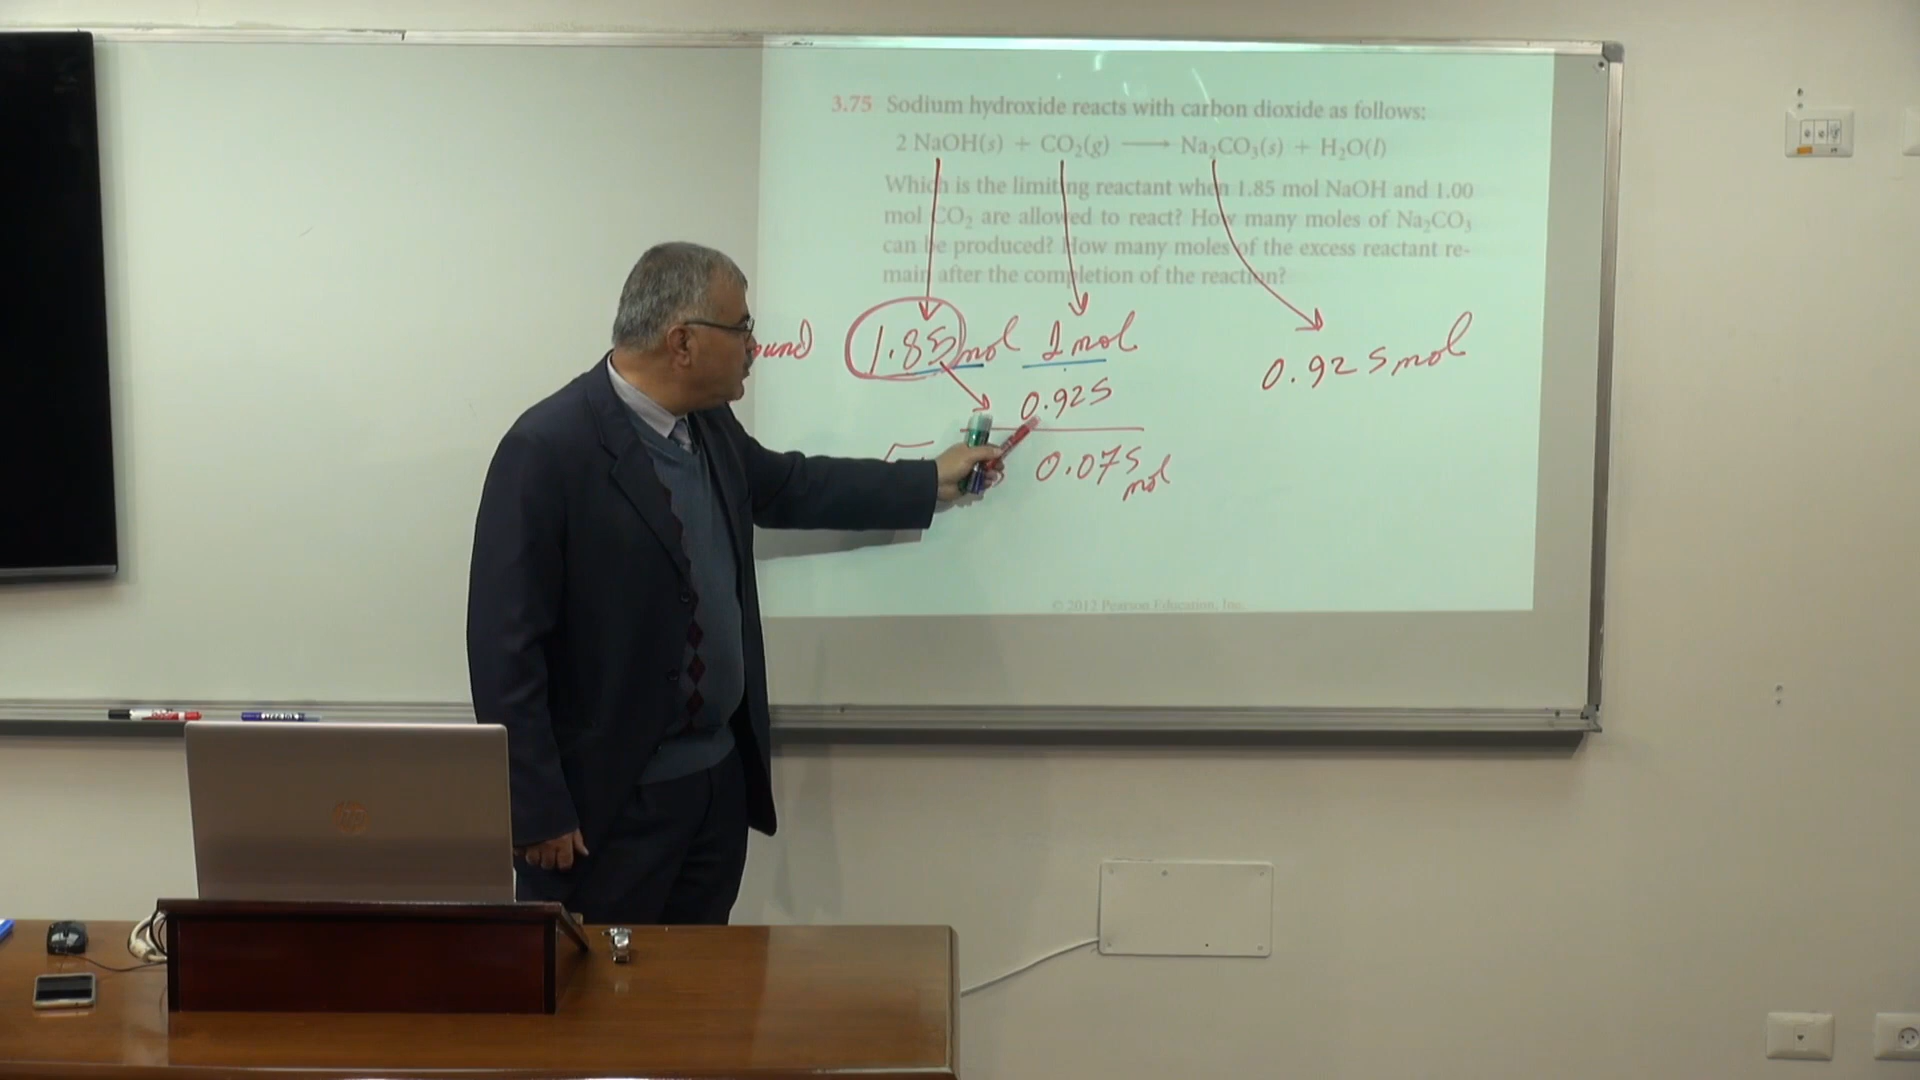 3.75 Sodium hydroxide reacts with carbon dioxide as follows:
2 NaOH(s) + CO₂(g) ⟶ Na₂CO₃(s) + H₂O(l)
Which is the limiting reactant when 1.85 mol NaOH and 1.00
mol CO₂ are allowed to react? How many moles of Na₂CO₃
can be produced? How many moles of the excess reactant re-
main after the completion of the reaction?
1.85 mol 1 mol 0.925 mol
0.925
0.075
mol
© 2012 Pearson Education, Inc.